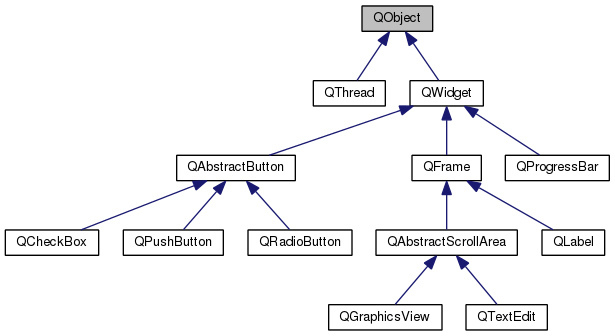 QObject
QThread
QWidget
QAbstractButton
QFrame
QProgressBar
QCheckBox
QPushButton
QRadioButton
QAbstractScrollArea
QLabel
QGraphicsView
QTextEdit